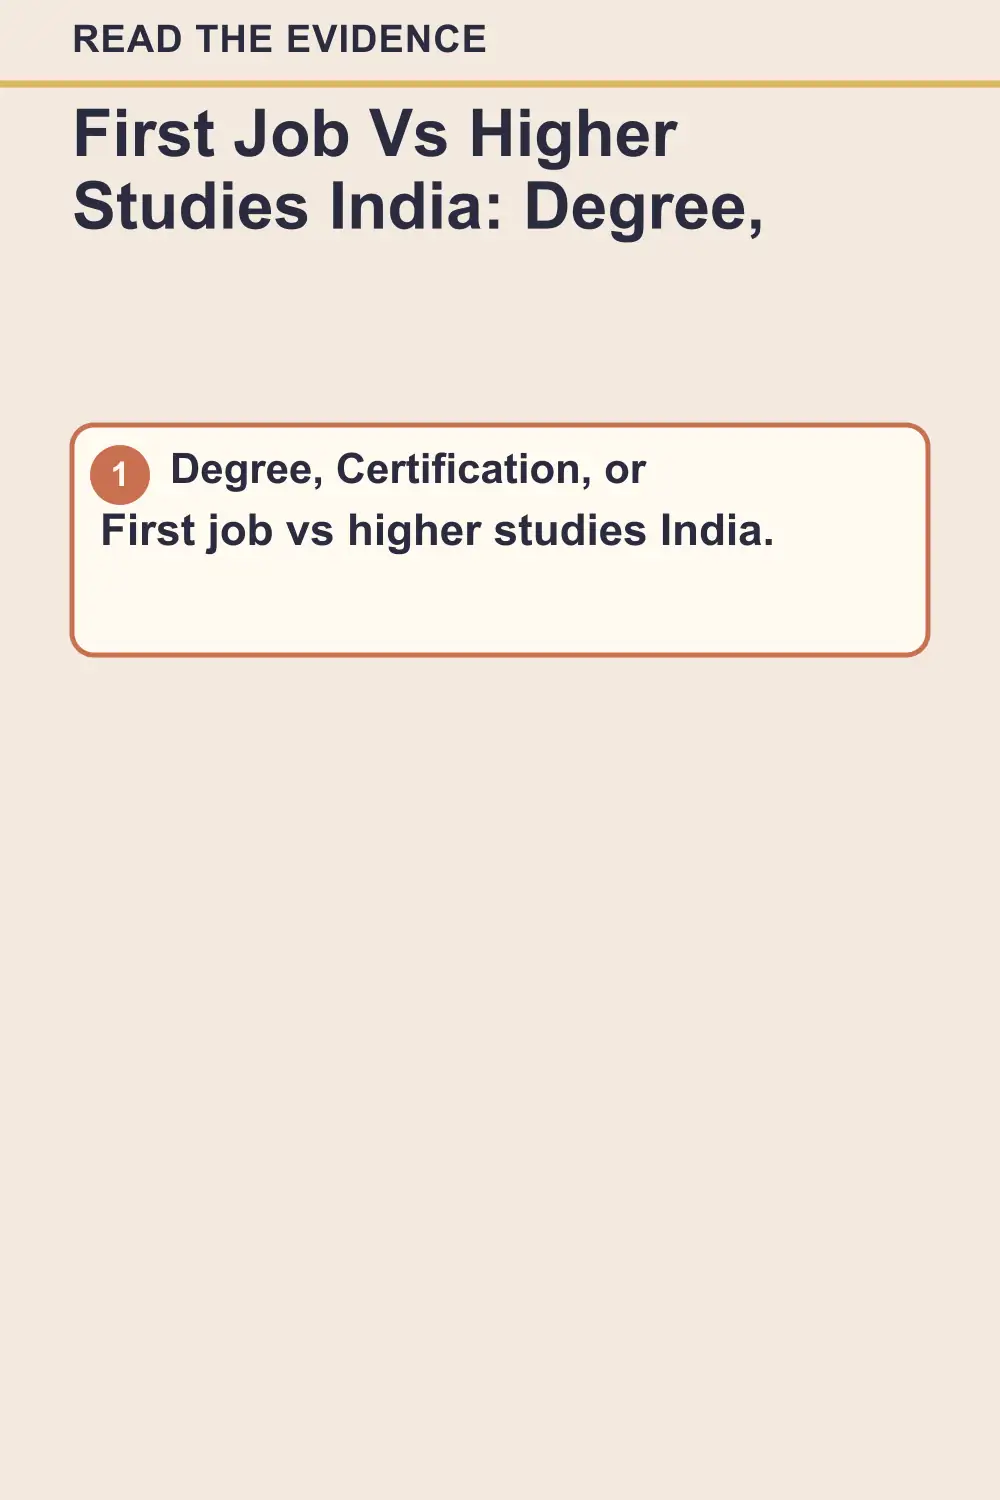 READ THE EVIDENCE
First Job Vs Higher
Studies India: Degree,
1 Degree, Certification, or
First job vs higher studies India.